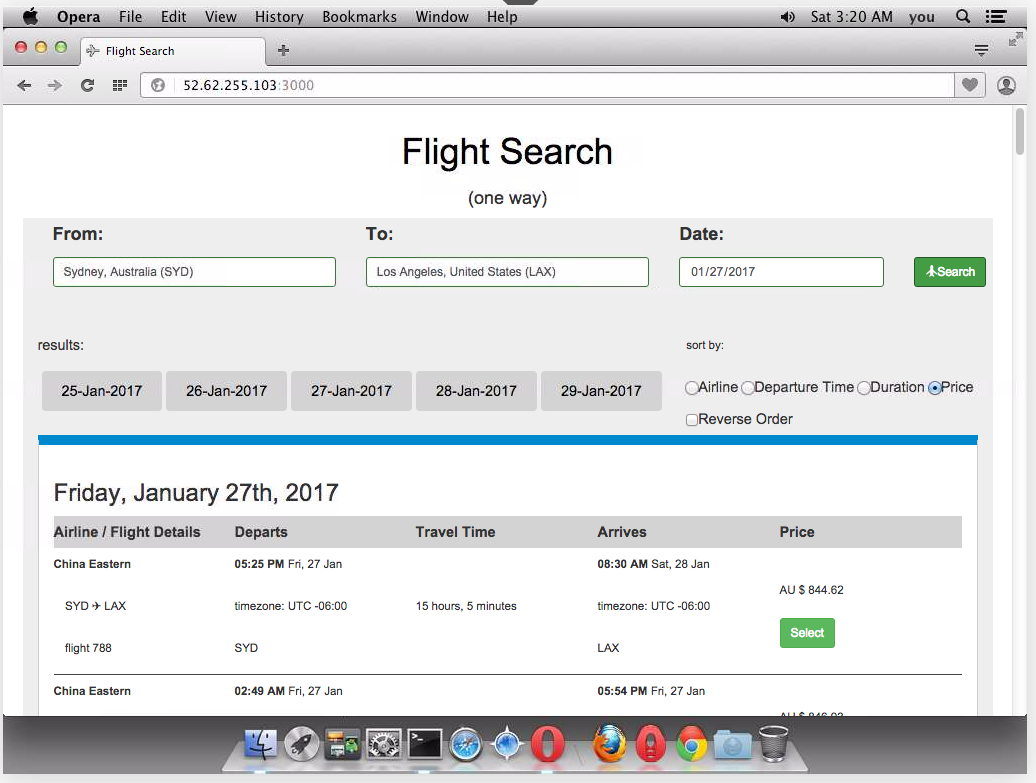 Opera File Edit View History Bookmarks Window Help Sat 3:20 AM you
Flight Search
52.62.255.103:3000
Flight Search
(one way)
From: To: Date:
Sydney, Australia (SYD) Los Angeles, United States (LAX) 01/27/2017 Search
results: sort by:
25-Jan-2017 26-Jan-2017 27-Jan-2017 28-Jan-2017 29-Jan-2017 Airline Departure Time Duration Price
Reverse Order
Friday, January 27th, 2017
Airline / Flight Details Departs Travel Time Arrives Price
China Eastern 05:25 PM Fri, 27 Jan 08:30 AM Sat, 28 Jan
AU $ 844.62
SYD ✈ LAX timezone: UTC -06:00 15 hours, 5 minutes timezone: UTC -06:00
Select
flight 788 SYD LAX
China Eastern 02:49 AM Fri, 27 Jan 05:54 PM Fri, 27 Jan